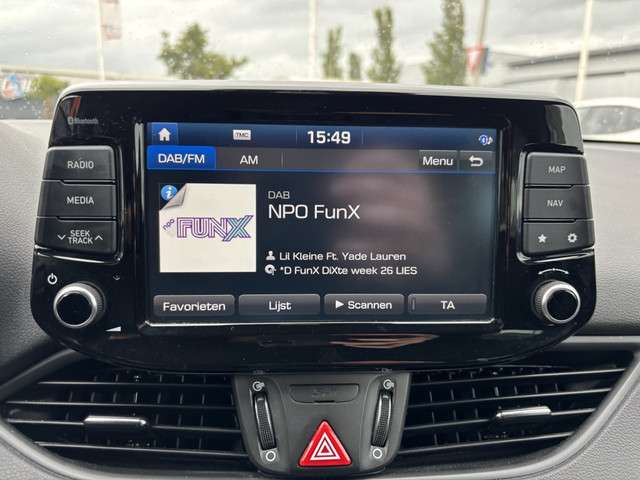 Bluetooth
TMC
15:49
DAB/FM
AM
Menu
RADIO
MEDIA
SEEK
TRACK
MAP
NAV
DAB
NPO FunX
npo FUNX
Lil Kleine Ft. Yade Lauren
*D FunX DiXte week 26 LIES
Favorieten
Lijst
Scannen
TA